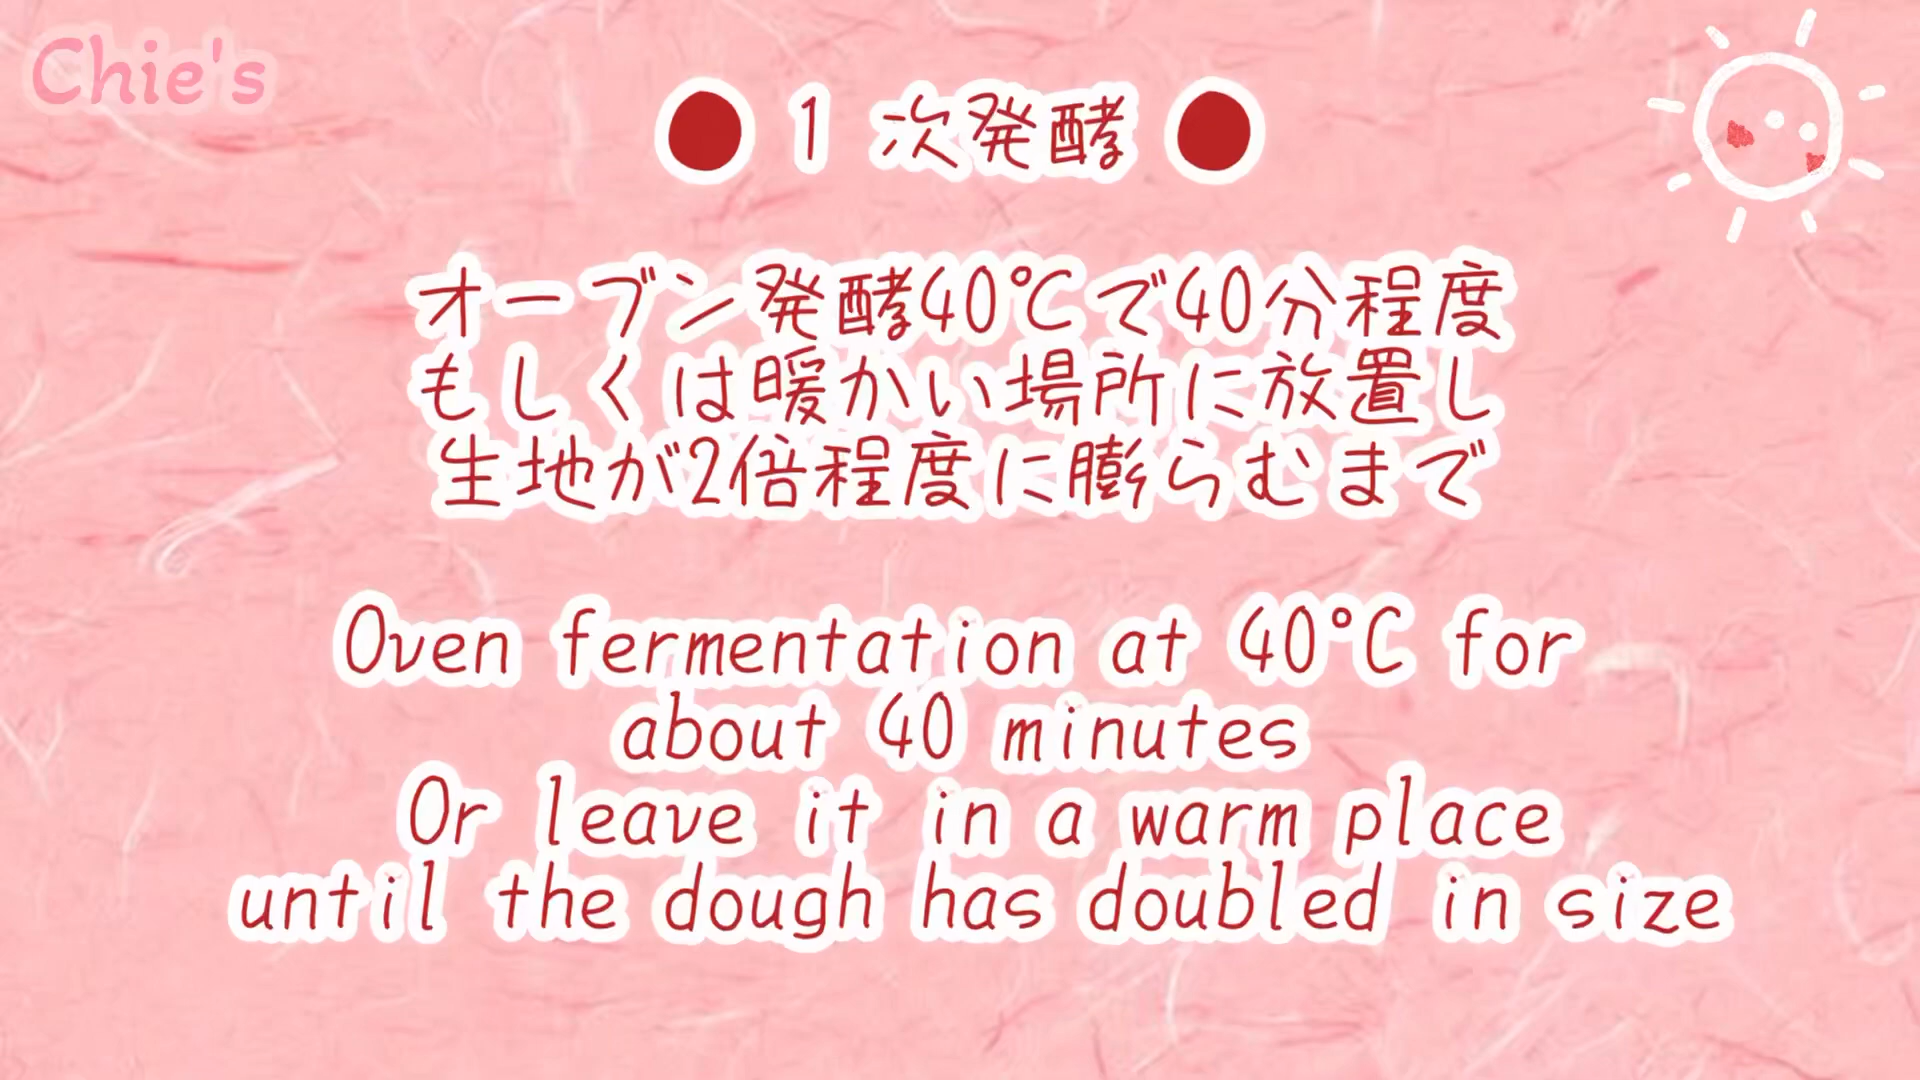 Chie's
● 1 次発酵 ●
オーブン発酵40℃で40分程度
もしくは暖かい場所に放置し
生地が2倍程度に膨らむまで
Oven fermentation at 40℃ for
about 40 minutes
Or leave it in a warm place
until the dough has doubled in size